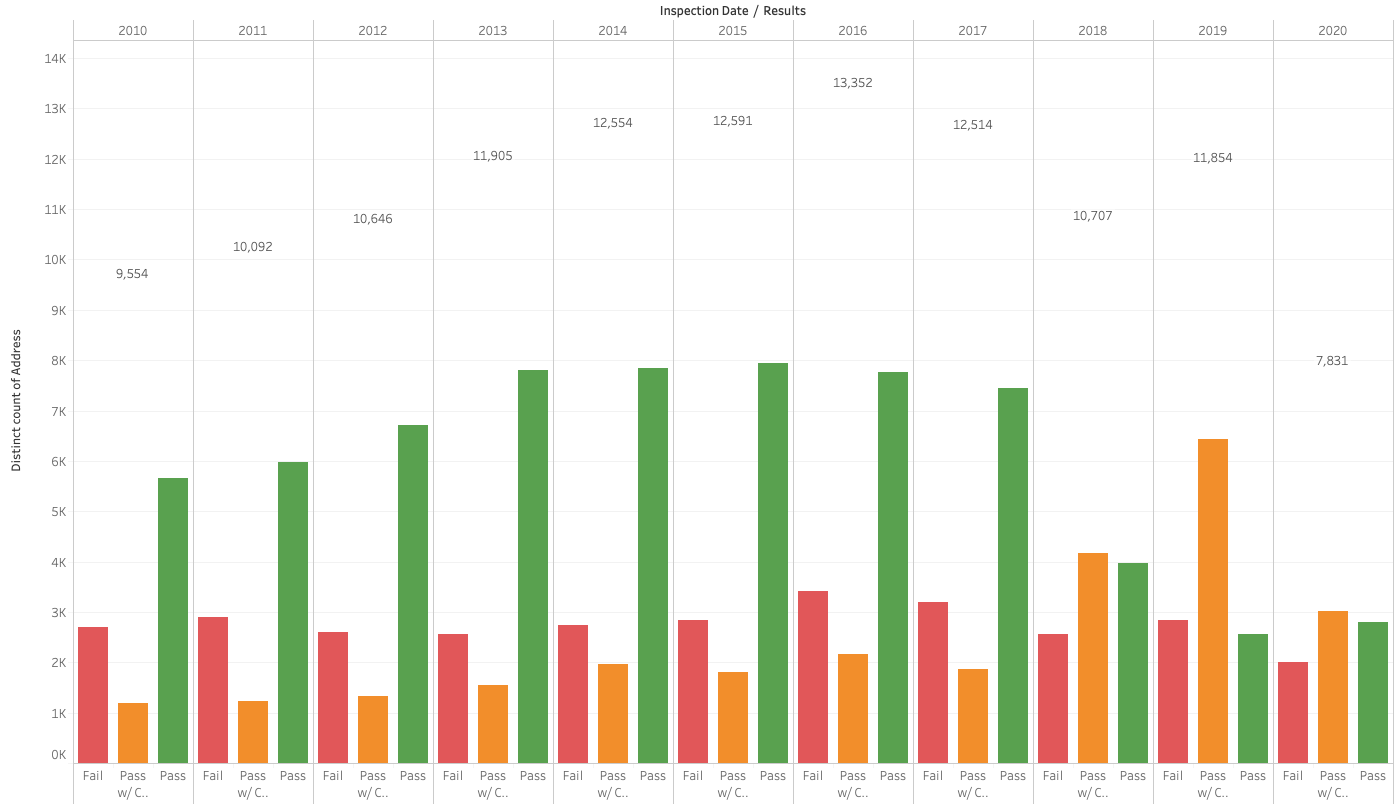 Inspection Date / Results
2010 2011 2012 2013 2014 2015 2016 2017 2018 2019 2020
14K
13,352
13K
12,554 12,591 12,514
11,905 11,854
12K
11K
10,646 10,707
10,092
10K
9,554
9K
8K
7,831
7K
6K
5K
4K
3K
2K
1K
0K
Distinct count of Address
Fail Pass Pass Fail Pass Pass Fail Pass Pass Fail Pass Pass Fail Pass Pass Fail Pass Pass Fail Pass Pass Fail Pass Pass Fail Pass Pass Fail Pass Pass Fail Pass Pass
w/ C.. w/ C.. w/ C.. w/ C.. w/ C.. w/ C.. w/ C.. w/ C.. w/ C.. w/ C.. w/ C..